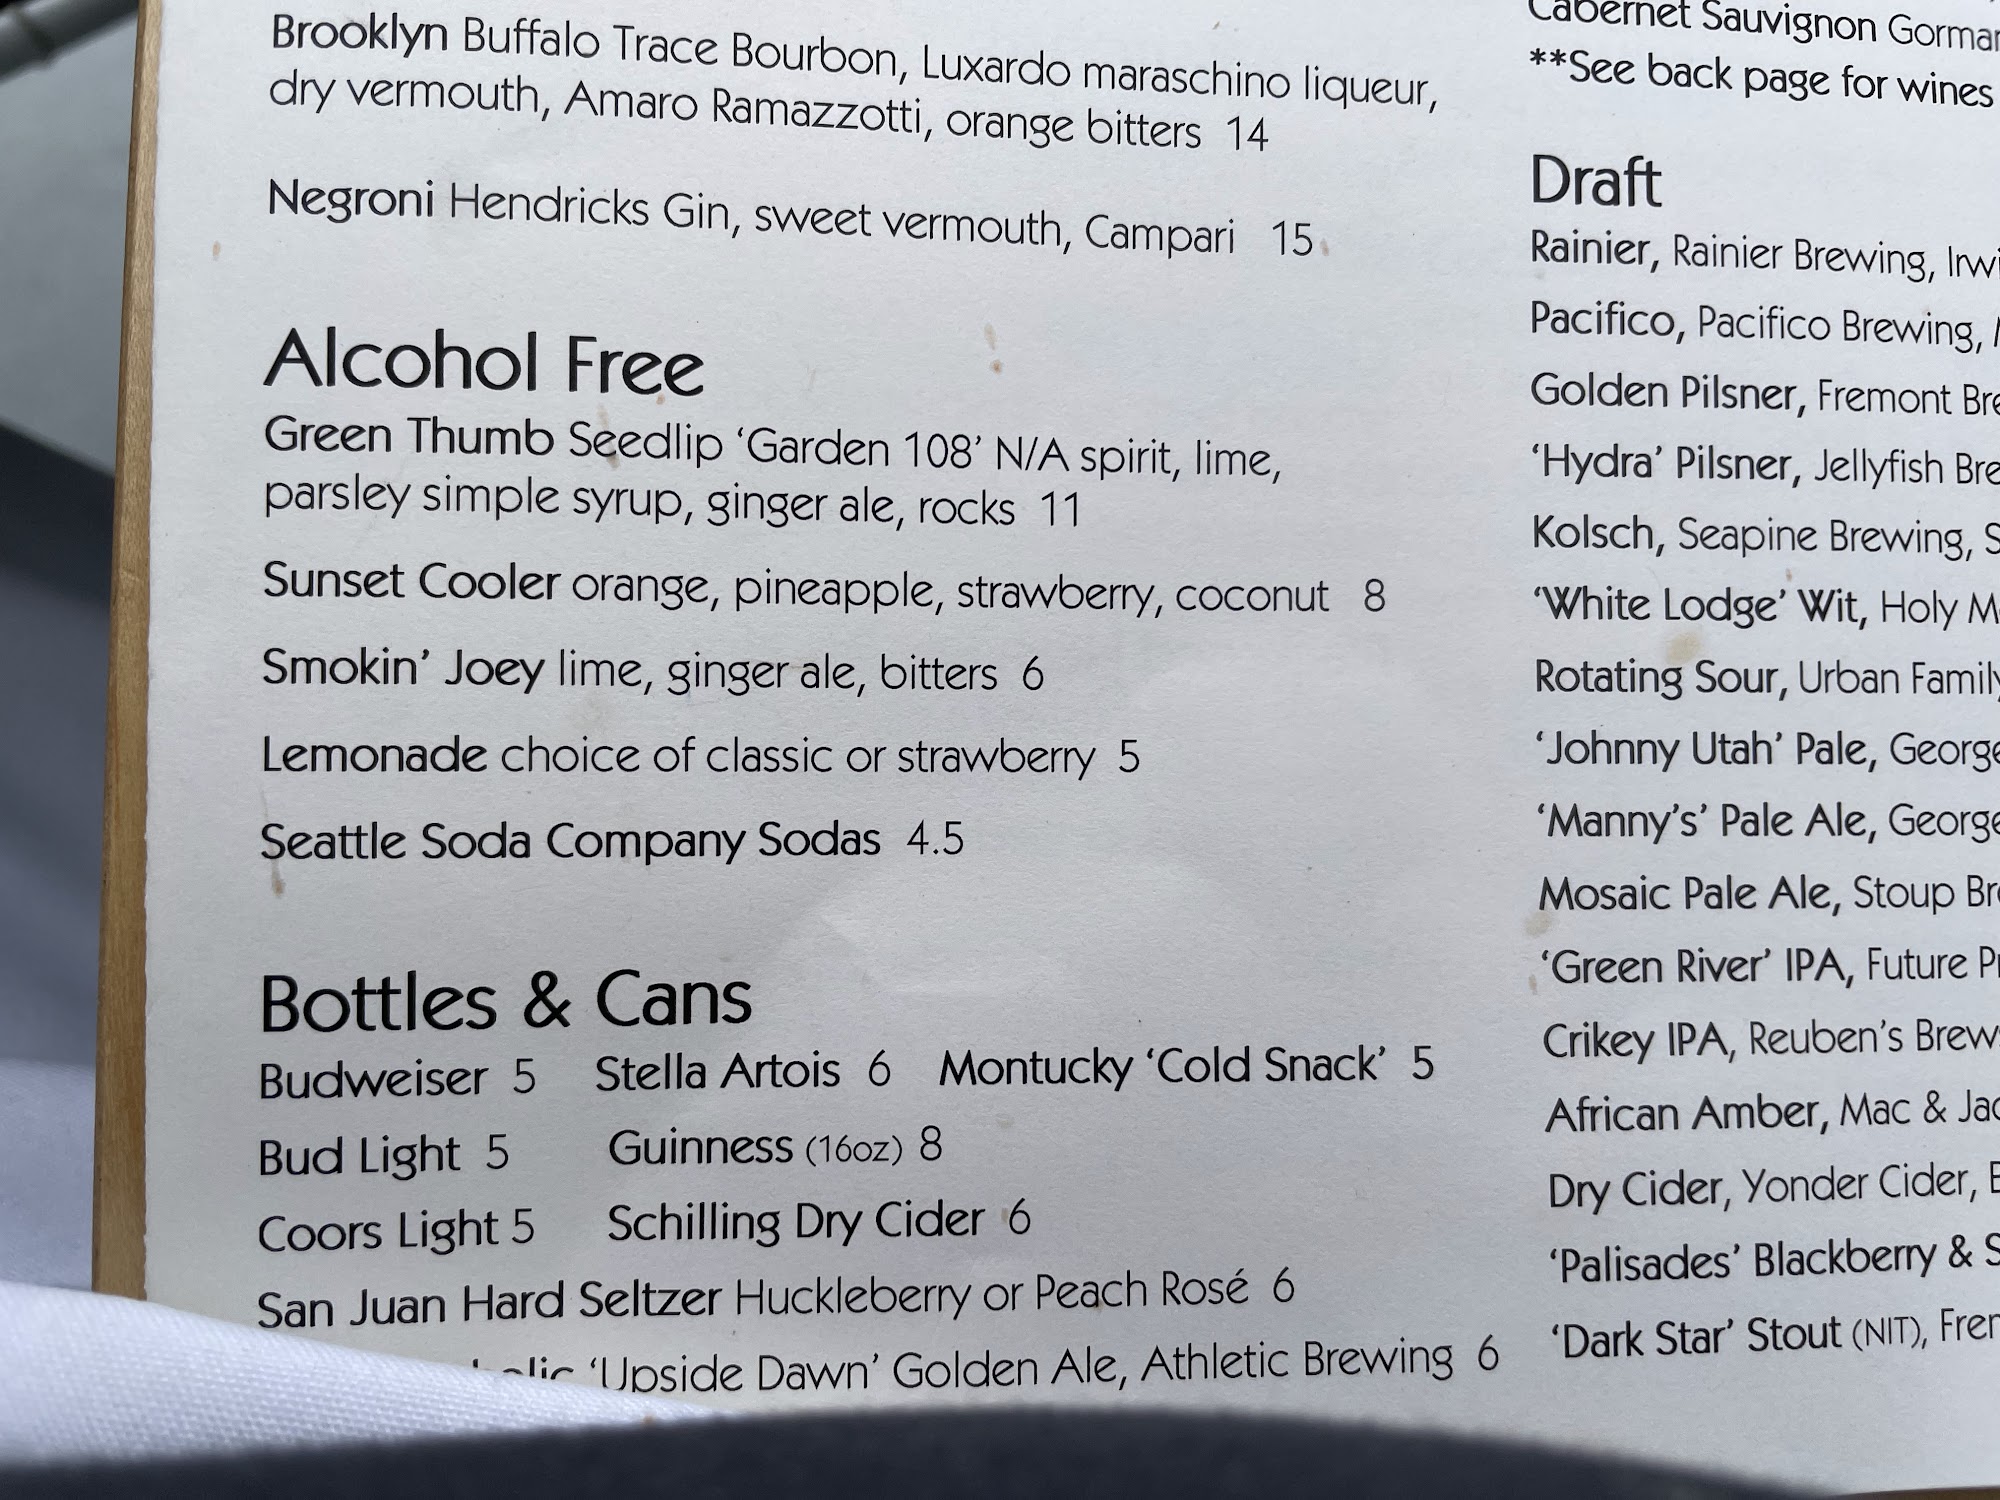 Brooklyn Buffalo Trace Bourbon, Luxardo maraschino liqueur,
dry vermouth, Amaro Ramazzotti, orange bitters 14
Negroni Hendricks Gin, sweet vermouth, Campari 15
Alcohol Free
Green Thumb Seedlip ‘Garden 108’ N/A spirit, lime,
parsley simple syrup, ginger ale, rocks 11
Sunset Cooler orange, pineapple, strawberry, coconut 8
Smokin’ Joey lime, ginger ale, bitters 6
Lemonade choice of classic or strawberry 5
Seattle Soda Company Sodas 4.5
Bottles & Cans
Budweiser 5 Stella Artois 6 Montucky ‘Cold Snack’ 5
Bud Light 5 Guinness (16oz) 8
Coors Light 5 Schilling Dry Cider 6
San Juan Hard Seltzer Huckleberry or Peach Rosé 6
‘Upside Dawn’ Golden Ale, Athletic Brewing 6
Cabernet Sauvignon
**See back page for wines
Draft
Rainier, Rainier Brewing,
Pacifico, Pacifico Brewing,
Golden Pilsner, Fremont
‘Hydra’ Pilsner, Jellyfish
Kolsch, Seapine Brewing,
‘White Lodge’ Wit, Holy
Rotating Sour, Urban Family
‘Johnny Utah’ Pale,
‘Manny’s’ Pale Ale,
Mosaic Pale Ale, Stoup
‘Green River’ IPA, Future
Crikey IPA, Reuben’s
African Amber, Mac &
Dry Cider, Yonder Cider,
‘Palisades’ Blackberry &
‘Dark Star’ Stout (NIT),